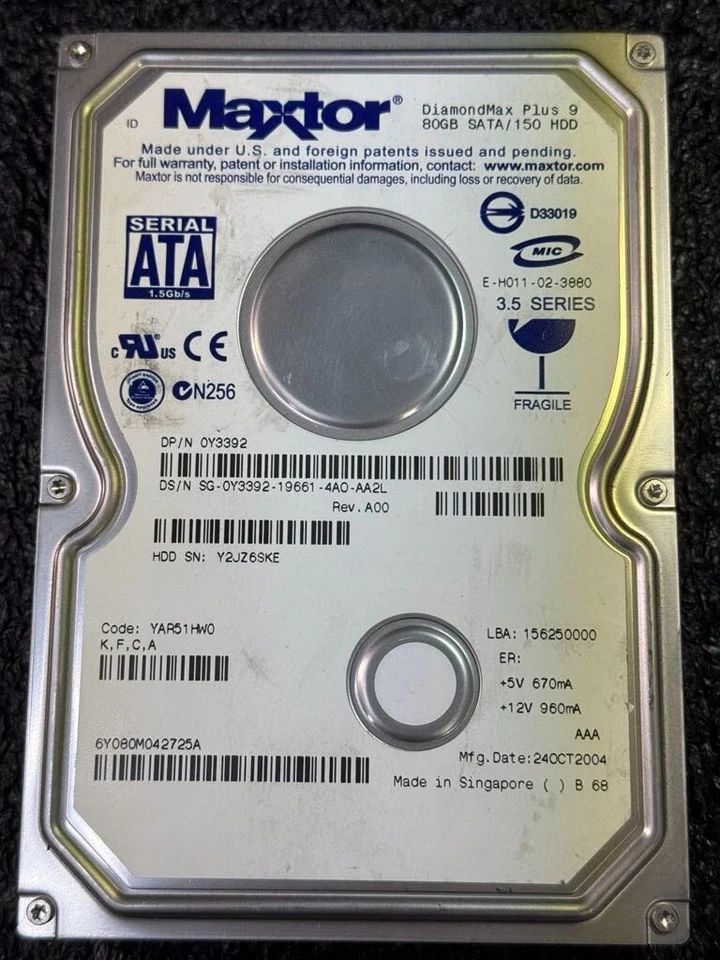 Maxtor®
ID
DiamondMax Plus 9
80GB SATA/150 HDD
Made under U.S. and foreign patents issued and pending.
For full warranty, patent or installation information, contact: www.maxtor.com
Maxtor is not responsible for consequential damages, including loss or recovery of data.
SERIAL
ATA
1.5Gb/s
D33019
MIC
E-H011-02-3880
3.5 SERIES
c RU US CE
N256
FRAGILE
DP/N 0Y3392
DS/N SG-0Y3392-19661-4A0-AA2L
Rev.A00
HDD SN: Y2JZ6SKE
Code: YAR51HW0
K,F,C,A
LBA: 156250000
ER:
+5V 670mA
+12V 960mA
AAA
6Y080M042725A
Mfg.Date:24OCT2004
Made in Singapore ( ) B 68